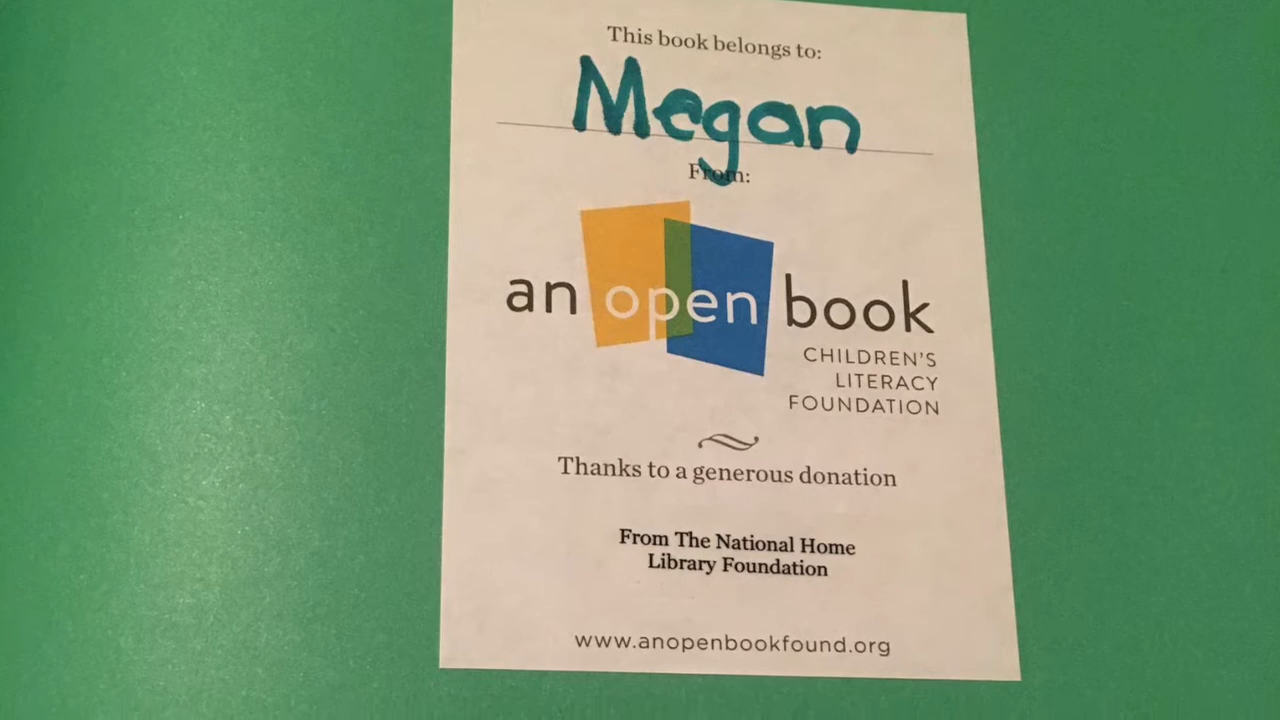 This book belongs to:
Megan
From:
an open book
CHILDREN'S
LITERACY
FOUNDATION
Thanks to a generous donation
From The National Home
Library Foundation
www.anopenbookfound.org